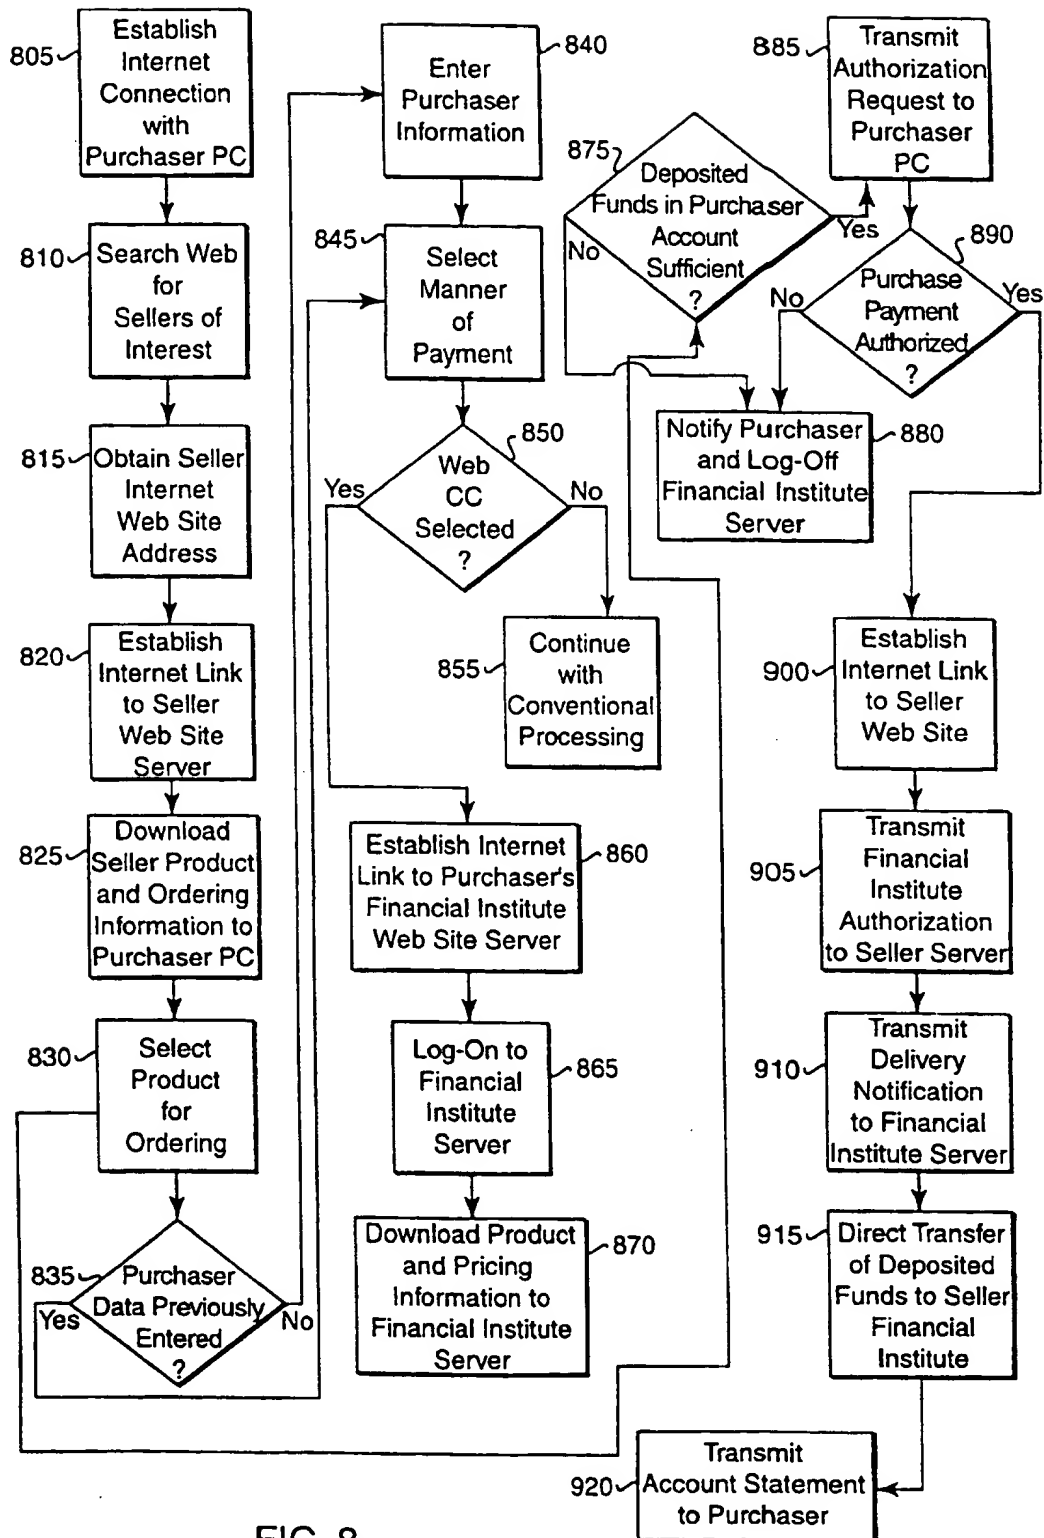 805
Establish
Internet
Connection
with
Purchaser PC
810
Search Web
for
Sellers of
Interest
815
Obtain Seller
Internet
Web Site
Address
820
Establish
Internet Link
to Seller
Web Site
Server
825
Download
Seller Product
and Ordering
Information to
Purchaser PC
830
Select
Product
for
Ordering
835
Purchaser
Data Previously
Entered
?
Yes
No
840
Enter
Purchaser
Information
845
Select
Manner
of
Payment
850
Web
CC
Selected
?
Yes
No
855
Continue
with
Conventional
Processing
860
Establish Internet
Link to Purchaser's
Financial Institute
Web Site Server
865
Log-On to
Financial
Institute
Server
870
Download Product
and Pricing
Information to
Financial Institute
Server
875
Deposited
Funds in Purchaser
Account
Sufficient
?
No
Yes
880
Notify Purchaser
and Log-Off
Financial Institute
Server
885
Transmit
Authorization
Request to
Purchaser
PC
890
Purchase
Payment
Authorized
?
No
Yes
900
Establish
Internet Link
to Seller
Web Site
905
Transmit
Financial
Institute
Authorization
to Seller Server
910
Transmit
Delivery
Notification
to Financial
Institute Server
915
Direct Transfer
of Deposited
Funds to Seller
Financial
Institute
920
Transmit
Account Statement
to Purchaser
FIG. 8